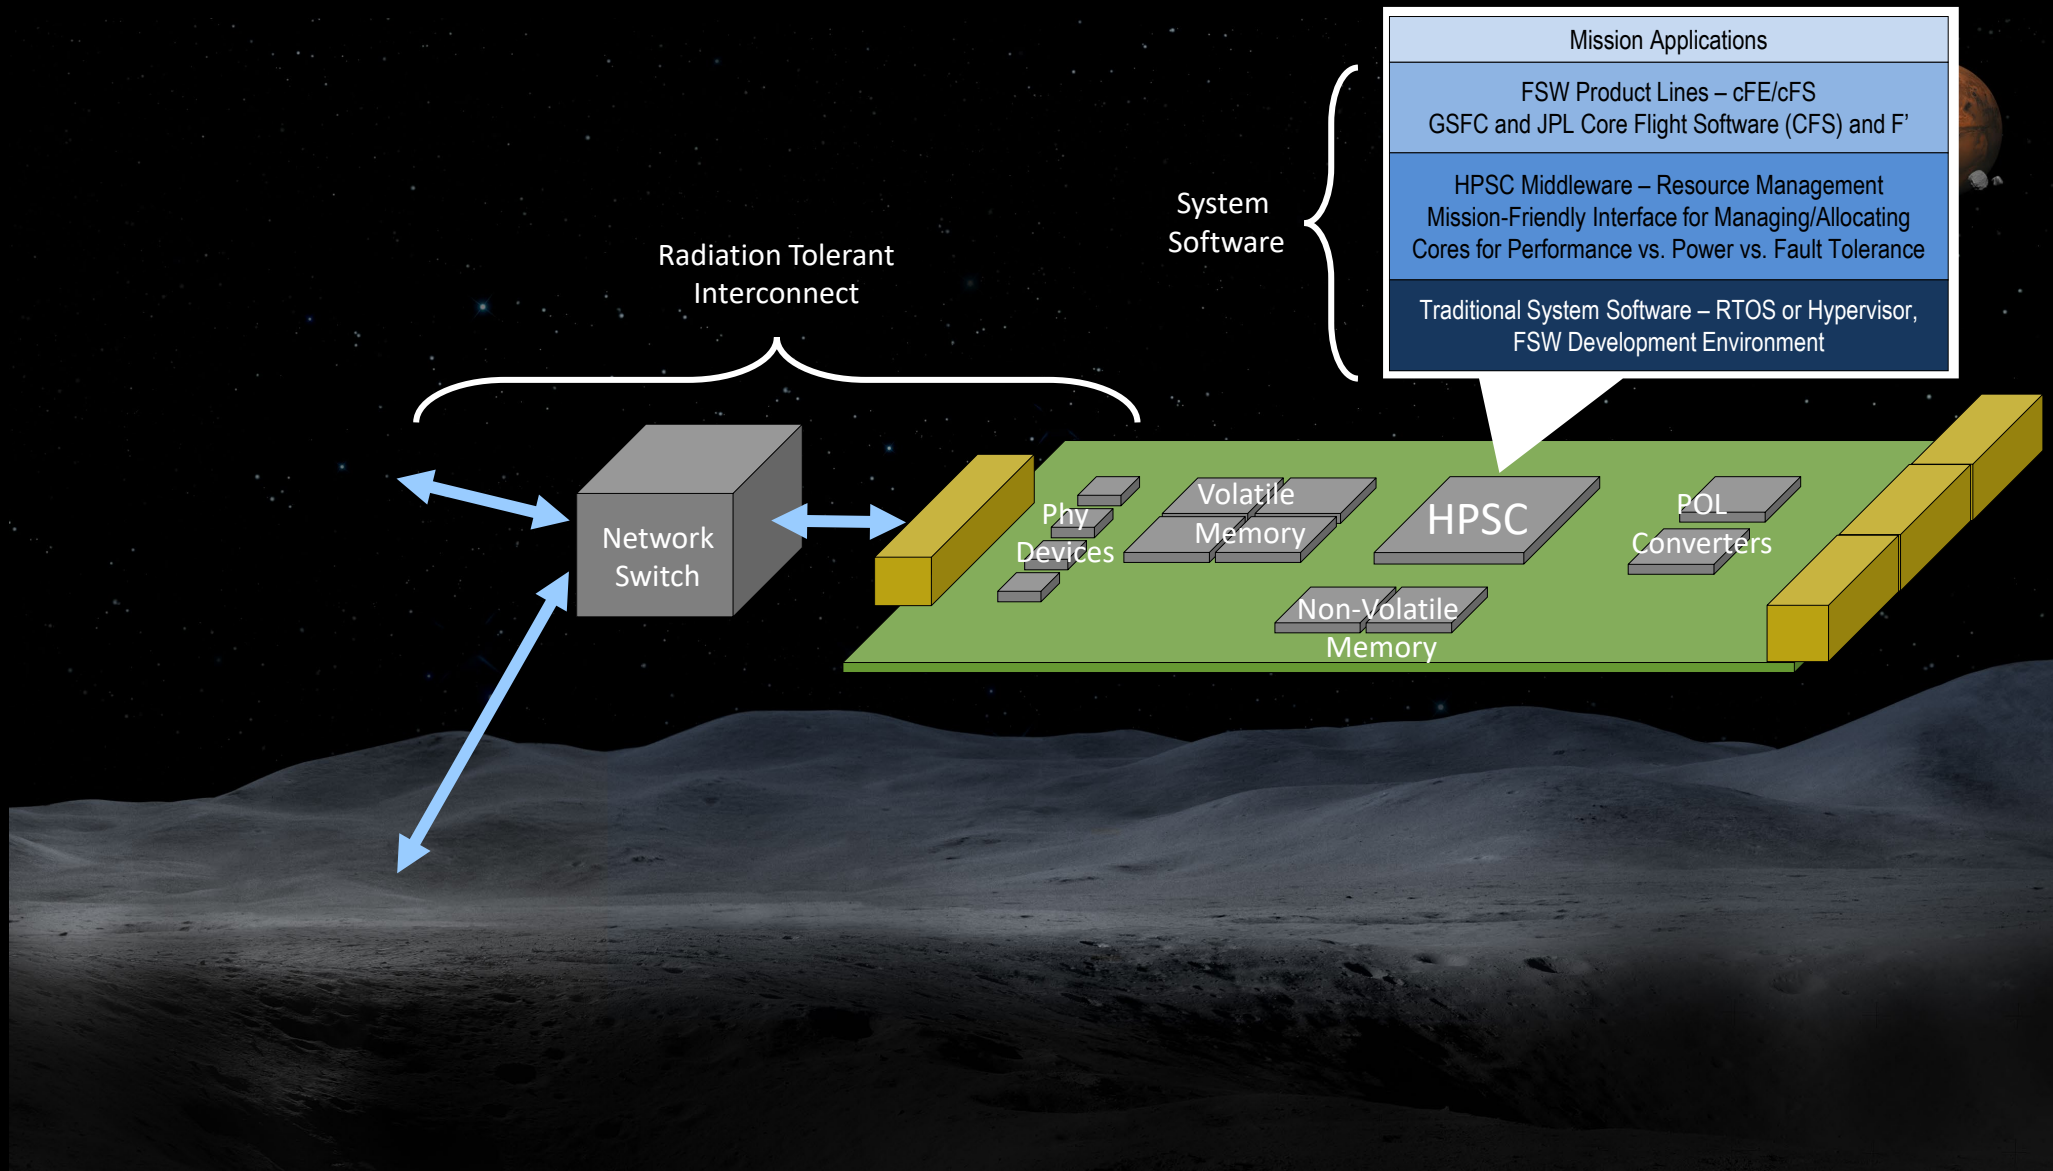 Mission Applications
FSW Product Lines – cFE/cFS
GSFC and JPL Core Flight Software (CFS) and F’
HPSC Middleware – Resource Management
Mission-Friendly Interface for Managing/Allocating
Cores for Performance vs. Power vs. Fault Tolerance
Traditional System Software – RTOS or Hypervisor,
FSW Development Environment
System
Software
Radiation Tolerant
Interconnect
Network
Switch
Phy
Devices
Volatile
Memory
HPSC
POL
Converters
Non-Volatile
Memory